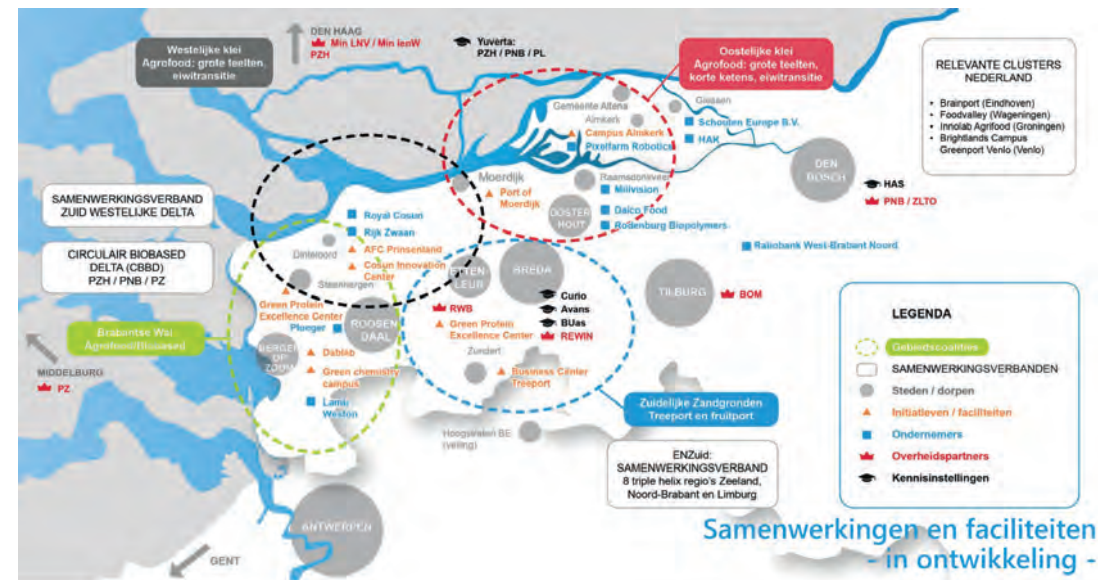 DEN HAAG
Min LNV / Min IenW
PZH
Yuverta:
PZH / PNB / PL
Westelijke klei
Agrofood: grote teelten,
eiwitransitie
Oostelijke klei
Agrofood: grote teelten,
korte ketens, eiwitransitie
RELEVANTE CLUSTERS
NEDERLAND
• Brainport (Eindhoven)
• Foodvalley (Wageningen)
• Innolab Agrifood (Groningen)
• Brightlands Campus
Greenport Venlo (Venlo)
Gemeente Altena
Giessen
Almkerk
Campus Almkerk
Pixelfarm Robotics
Schouten Europe B.V.
HAK
DEN
BOSCH
HAS
PNB / ZLTO
Moerdijk
Port of
Moerdijk
Raamsdonksveer
Milivision
OOSTER
HOUT
Dalco Food
Rodenburg Biopolymers
Rabobank West-Brabant Noord
SAMENWERKINGSVERBAND
ZUID WESTELIJKE DELTA
CIRCULAIR BIOBASED
DELTA (CBBD)
PZH / PNB / PZ
Royal Cosun
Rijk Zwaan
AFC Prinsenland
Cosun Innovation
Center
Dinteloord
Steenbergen
Green Protein
Excellence Center
Ploeger
ROOSEN
DAAL
Brabantse Wal
Agrofood/Biobased
BERGEN
OP
ZOOM
Dablab
Green chemistry
campus
Lamb
Weston
MIDDELBURG
PZ
ETTEN
LEUR
BREDA
RWB
Green Protein
Excellence Center
Curio
Avans
BUas
REWIN
Zundert
Business Center
Treeport
TILBURG
BOM
Zuidelijke Zandgronden
Treeport en fruitport
Hoogstraten BE
(veiling)
ENZuid:
SAMENWERKINGSVERBAND
8 triple helix regio's Zeeland,
Noord-Brabant en Limburg
ANTWERPEN
GENT
LEGENDA
Gebiedscoalities
SAMENWERKINGSVERBANDEN
Steden / dorpen
Initiatieven / faciliteiten
Ondernemers
Overheidspartners
Kennisinstellingen
Samenwerkingen en faciliteiten
- in ontwikkeling -